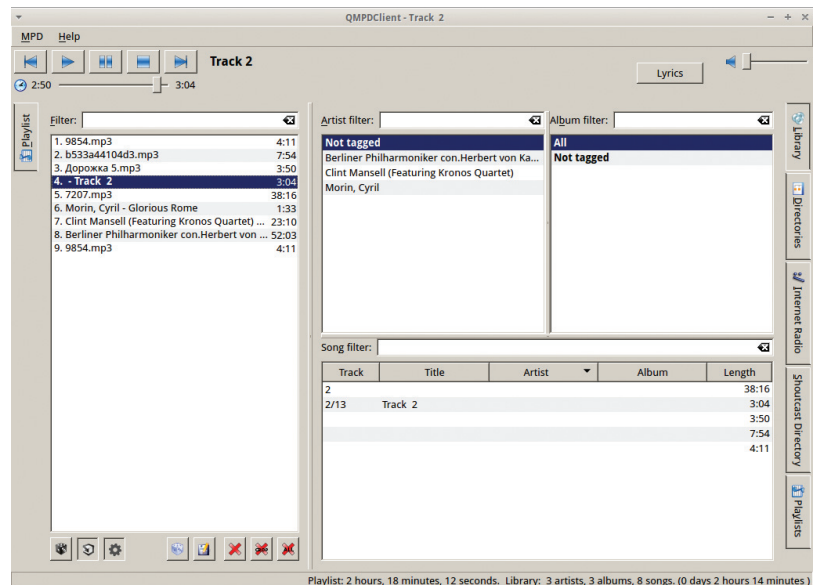 QMPDClient - Track 2
MPD Help
Track 2
Lyrics
2:50 3:04
Playlist
Filter:
1. 9854.mp3 4:11
2. b533a44104d3.mp3 7:54
3. Дорожка 5.mp3 3:50
4. - Track 2 3:04
5. 7207.mp3 38:16
6. Morin, Cyril - Glorious Rome 1:33
7. Clint Mansell (Featuring Kronos Quartet) ... 23:10
8. Berliner Philharmoniker con.Herbert von ... 52:03
9. 9854.mp3 4:11
Artist filter:
Not tagged
Berliner Philharmoniker con.Herbert von Ka...
Clint Mansell (Featuring Kronos Quartet)
Morin, Cyril
Album filter:
All
Not tagged
Song filter:
Track Title Artist Album Length
2 38:16
2/13 Track 2 3:04
3:50
7:54
4:11
Library
Directories
Internet Radio
Shoutcast Directory
Playlists
ALL
Playlist: 2 hours, 18 minutes, 12 seconds. Library: 3 artists, 3 albums, 8 songs. (0 days 2 hours 14 minutes )